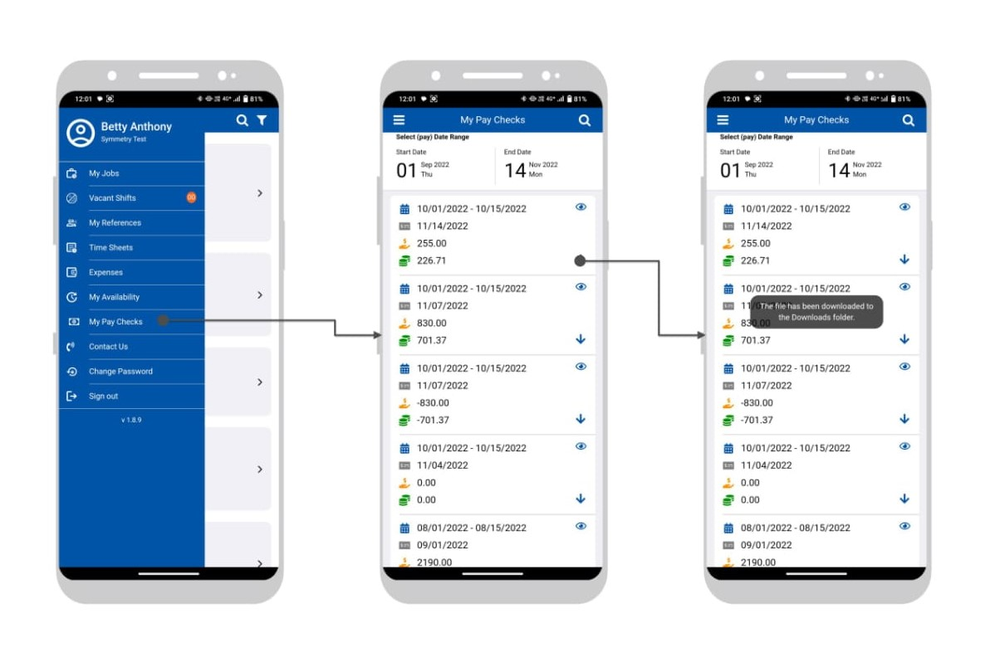 12:01
4G+
81%
Betty Anthony
Symmetry Test
My Jobs
Vacant Shifts
00
My References
Time Sheets
Expenses
My Availability
My Pay Checks
Contact Us
Change Password
Sign out
v 1.8.9
12:01
4G+
81%
My Pay Checks
Select (pay) Date Range
Start Date
End Date
01 Sep 2022 Thu
14 Nov 2022 Mon
10/01/2022 - 10/15/2022
11/14/2022
255.00
226.71
10/01/2022 - 10/15/2022
11/07/2022
830.00
701.37
10/01/2022 - 10/15/2022
11/07/2022
-830.00
-701.37
10/01/2022 - 10/15/2022
11/04/2022
0.00
0.00
08/01/2022 - 08/15/2022
09/01/2022
2190.00
12:01
4G+
81%
My Pay Checks
Select (pay) Date Range
Start Date
End Date
01 Sep 2022 Thu
14 Nov 2022 Mon
10/01/2022 - 10/15/2022
11/14/2022
255.00
226.71
10/01/2022 - 10/15/2022
The file has been downloaded to
the Downloads folder.
701.37
10/01/2022 - 10/15/2022
11/07/2022
-830.00
-701.37
10/01/2022 - 10/15/2022
11/04/2022
0.00
0.00
08/01/2022 - 08/15/2022
09/01/2022
2190.00